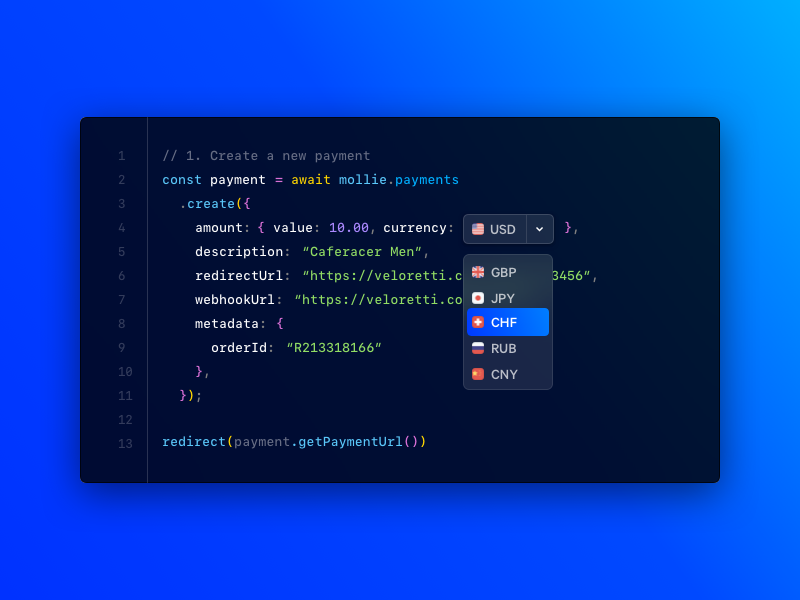 1 // 1. Create a new payment
2 const payment = await mollie.payments
3 .create({
4 amount: { value: 10.00, currency: USD },
5 description: “Caferacer Men”,
6 redirectUrl: “https://veloretti.c 3456”,
7 webhookUrl: “https://veloretti.co
8 metadata: {
9 orderId: “R213318166”
10 },
11 });
12
13 redirect(payment.getPaymentUrl())
GBP
JPY
CHF
RUB
CNY